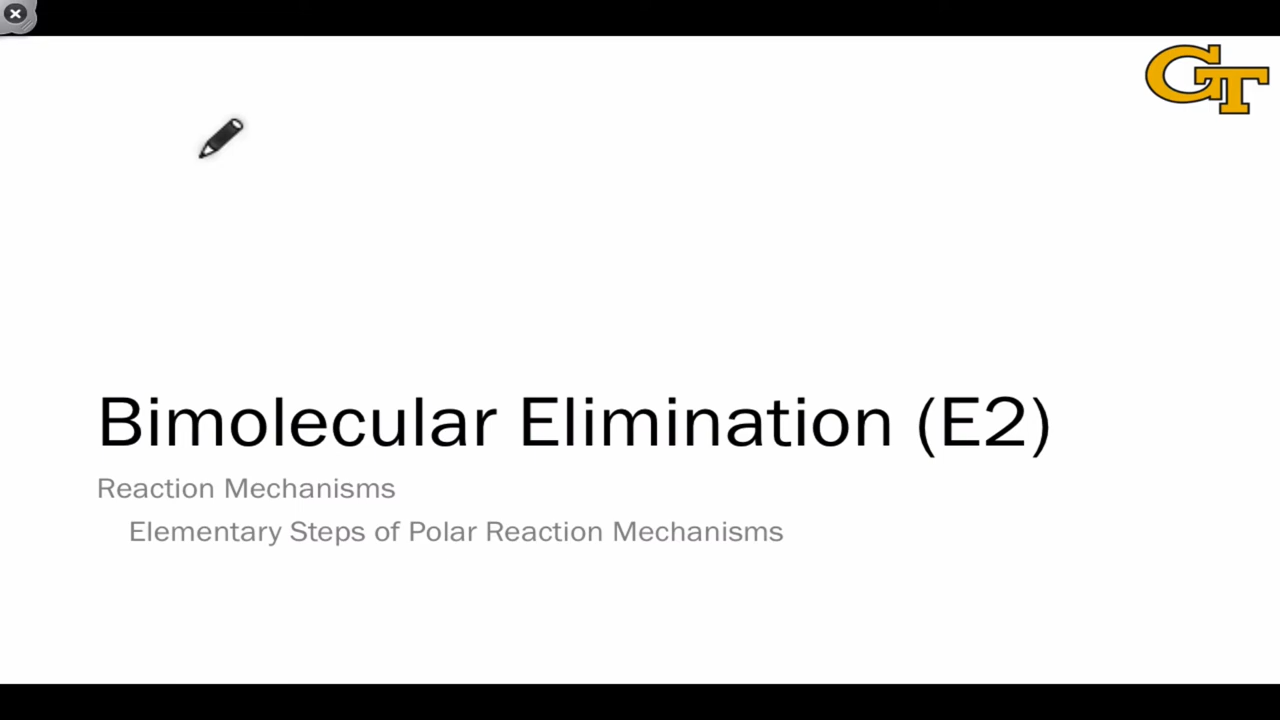 GT
Bimolecular Elimination (E2)
Reaction Mechanisms
Elementary Steps of Polar Reaction Mechanisms